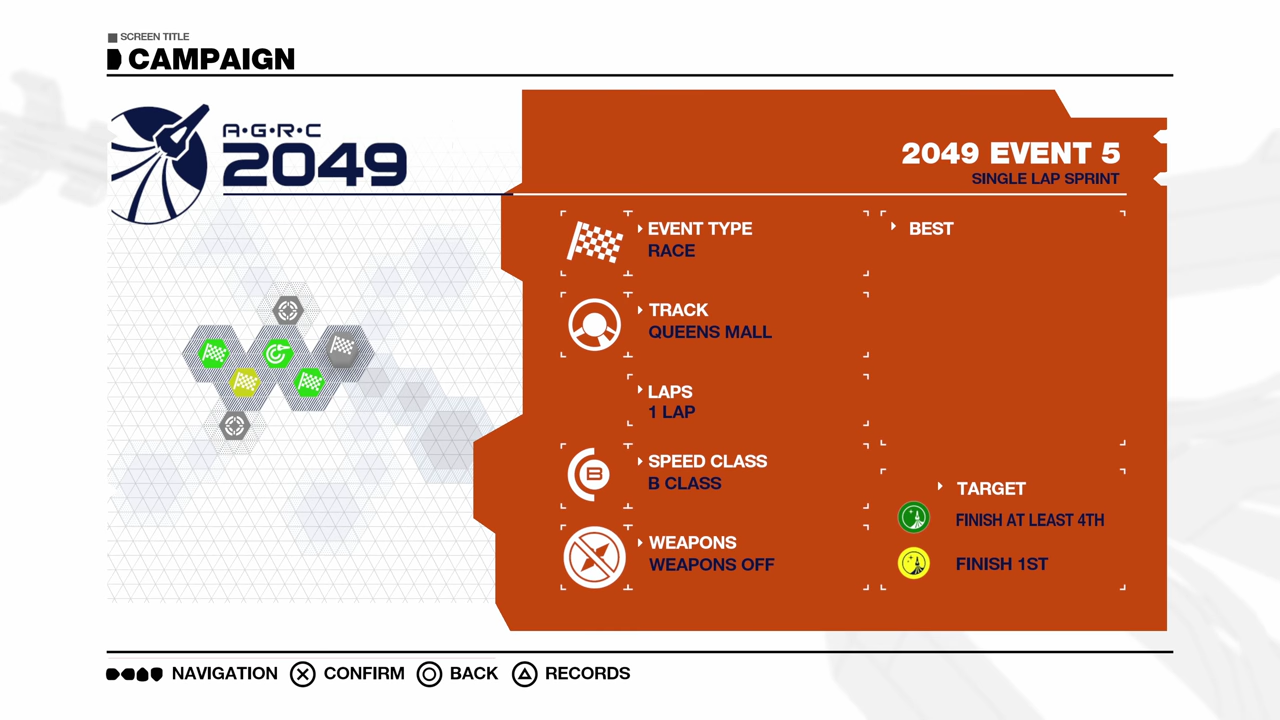 SCREEN TITLE
CAMPAIGN
A·G·R·C
2049
2049 EVENT 5
SINGLE LAP SPRINT
EVENT TYPE
RACE
BEST
TRACK
QUEENS MALL
LAPS
1 LAP
SPEED CLASS
B
B CLASS
TARGET
FINISH AT LEAST 4TH
WEAPONS
WEAPONS OFF
FINISH 1ST
NAVIGATION
CONFIRM
BACK
RECORDS